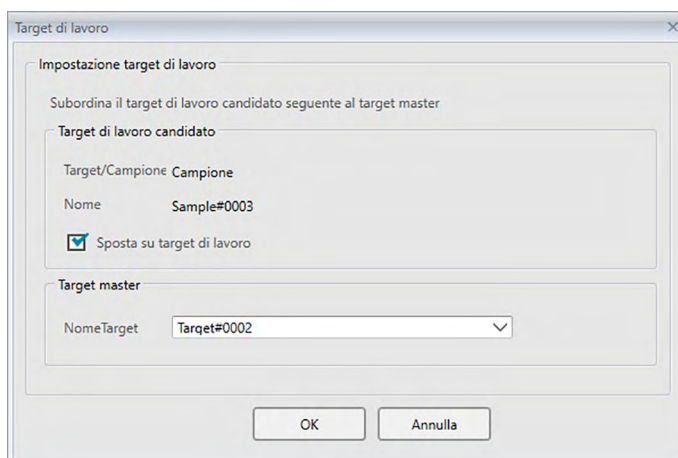 Target di lavoro
Impostazione target di lavoro
Subordina il target di lavoro candidato seguente al target master
Target di lavoro candidato
Target/Campione Campione
Nome Sample#0003
Sposta su target di lavoro
Target master
NomeTarget Target#0002
OK Annulla